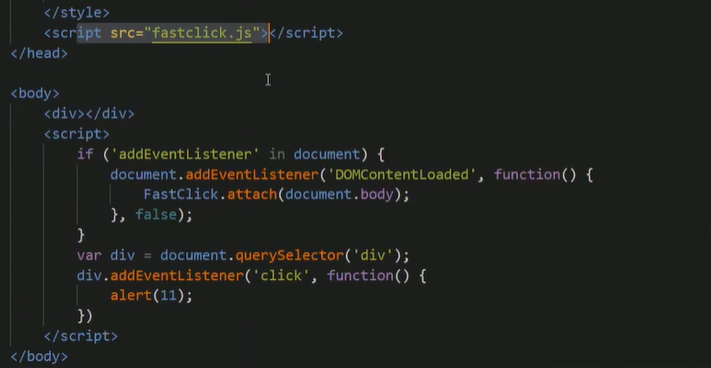 </style>
<script src="fastclick.js"></script>
</head>
<body>
<div></div>
<script>
if ('addEventListener' in document) {
document.addEventListener('DOMContentLoaded', function() {
FastClick.attach(document.body);
}, false);
}
var div = document.querySelector('div');
div.addEventListener('click', function() {
alert(11);
})
</script>
</body>